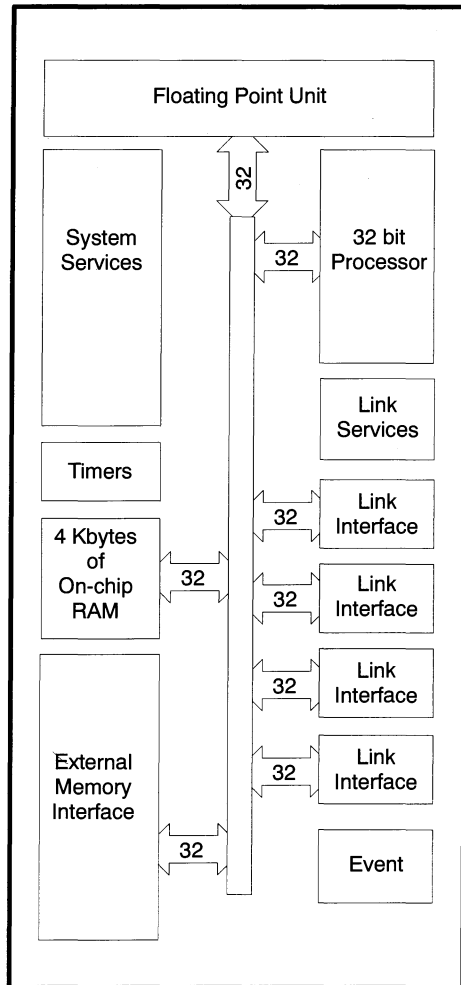 Floating Point Unit
32
System
Services
32 bit
Processor
32
Link
Services
Timers
Link
Interface
32
4 Kbytes
of
On-chip
RAM
32
Link
Interface
32
Link
Interface
32
External
Memory
Interface
Link
Interface
32
32
Event